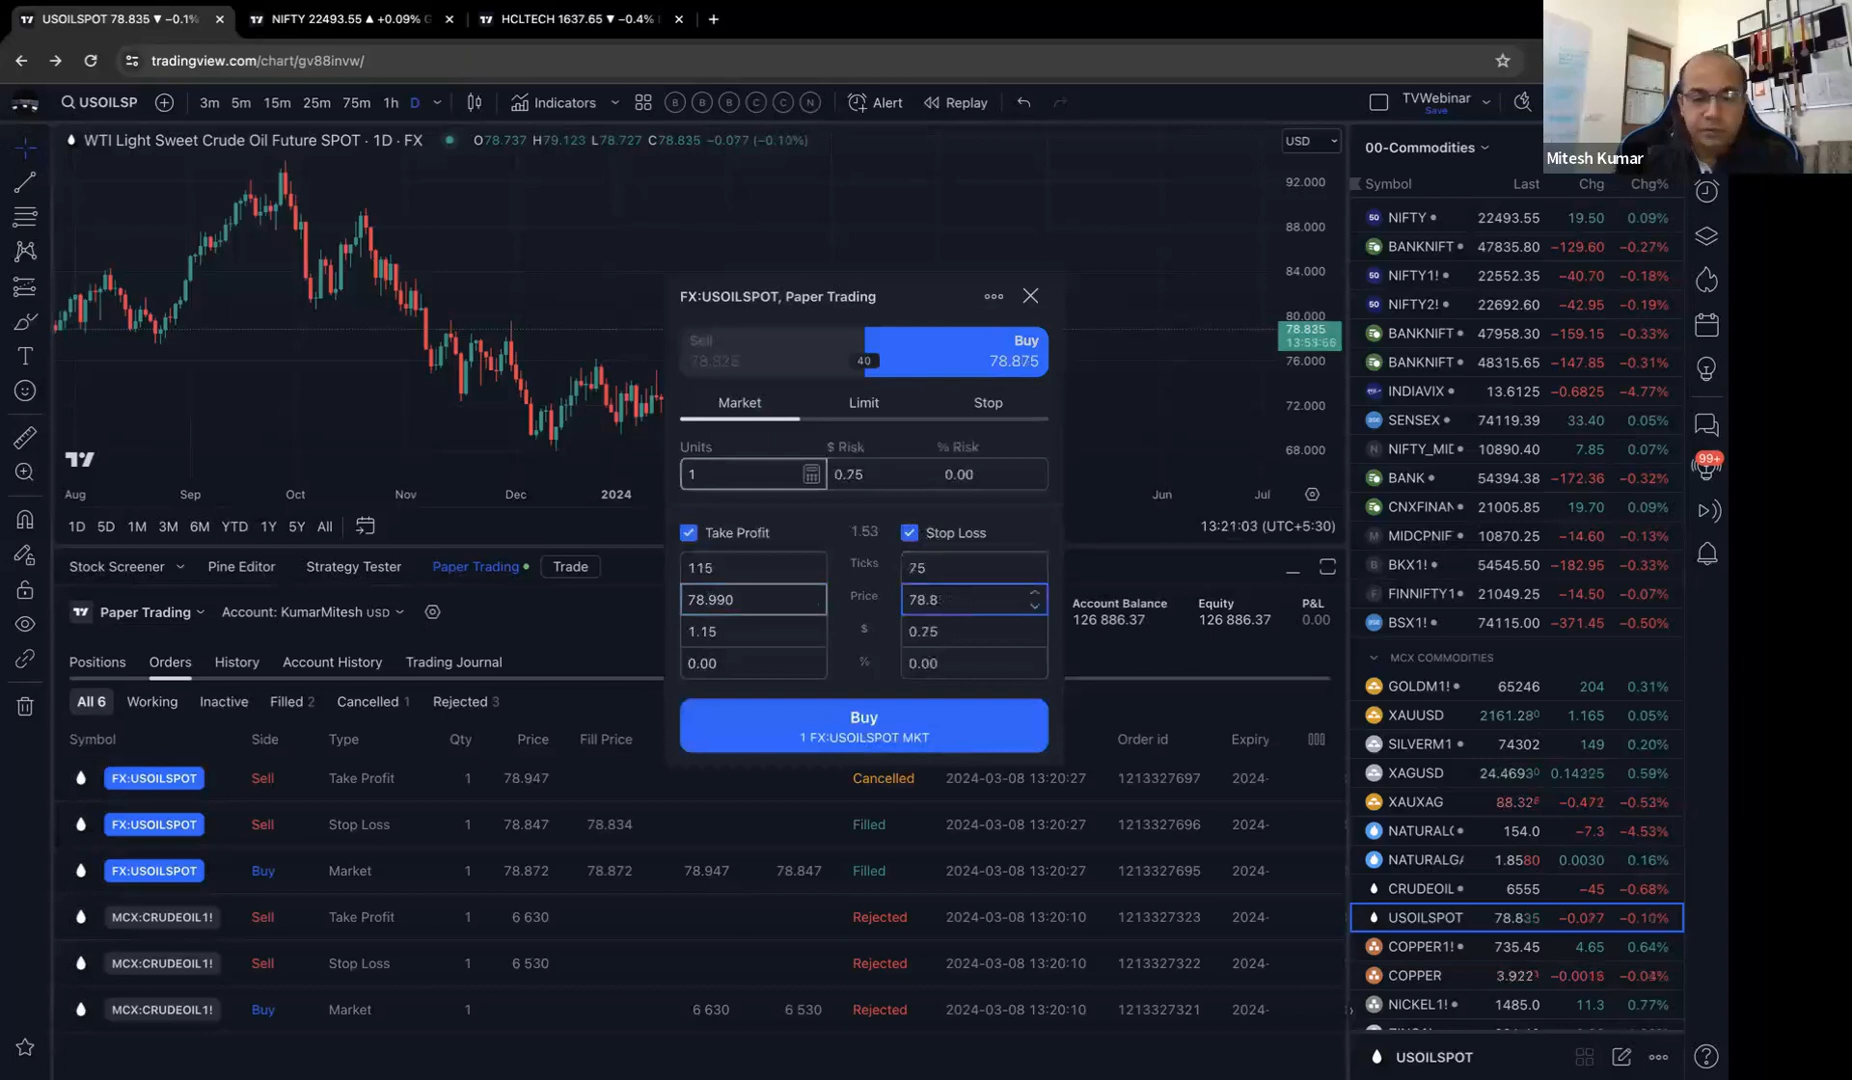 USOILSPOT 78.835 ▼ −0.1%
NIFTY 22493.55 ▲ +0.09%
HCLTECH 1637.65 ▼ −0.4%
tradingview.com/chart/gv88invw/
USOILSP
3m 5m 15m 25m 75m 1h D
Indicators
B B B C C N
Alert
Replay
TVWebinar
Save
Mitesh Kumar
WTI Light Sweet Crude Oil Future SPOT · 1D · FX
O78.737 H79.123 L78.727 C78.835 −0.077 (−0.10%)
USD
92.000
88.000
84.000
80.000
78.835
76.000
72.000
68.000
Aug Sep Oct Nov Dec 2024 Jun Jul
1D 5D 1M 3M 6M YTD 1Y 5Y All
13:21:03 (UTC+5:30)
FX:USOILSPOT, Paper Trading
Sell Buy
40 78.875
Market Limit Stop
Units $ Risk % Risk
1 0.75 0.00
Take Profit 1.53 Stop Loss
115 Ticks 75
78.990 Price 78.8
1.15 $ 0.75
0.00 % 0.00
Buy
1 FX:USOILSPOT MKT
Stock Screener Pine Editor Strategy Tester Paper Trading Trade
Paper Trading Account: KumarMitesh USD
Account Balance Equity P&L
126 886.37 126 886.37 0.00
Positions Orders History Account History Trading Journal
All 6 Working Inactive Filled 2 Cancelled 1 Rejected 3
Symbol Side Type Qty Price Fill Price Order id Expiry
FX:USOILSPOT Sell Take Profit 1 78.947 Cancelled 2024-03-08 13:20:27 1213327697 2024-
FX:USOILSPOT Sell Stop Loss 1 78.847 78.834 Filled 2024-03-08 13:20:27 1213327696 2024-
FX:USOILSPOT Buy Market 1 78.872 78.872 78.947 78.847 Filled 2024-03-08 13:20:27 1213327695 2024-
MCX:CRUDEOIL1! Sell Take Profit 1 6 630 Rejected 2024-03-08 13:20:10 1213327323 2024-
MCX:CRUDEOIL1! Sell Stop Loss 1 6 530 Rejected 2024-03-08 13:20:10 1213327322 2024-
MCX:CRUDEOIL1! Buy Market 1 6 630 6 530 Rejected 2024-03-08 13:20:10 1213327321 2024-
00-Commodities
Symbol Last Chg Chg%
NIFTY 22493.55 19.50 0.09%
BANKNIFT 47835.80 −129.60 −0.27%
NIFTY1! 22552.35 −40.70 −0.18%
NIFTY2! 22692.60 −42.95 −0.19%
BANKNIFT 47958.30 −159.15 −0.33%
BANKNIFT 48315.65 −147.85 −0.31%
INDIAVIX 13.6125 −0.6825 −4.77%
SENSEX 74119.39 33.40 0.05%
NIFTY_MID 10890.40 7.85 0.07%
BANK 54394.38 −172.36 −0.32%
CNXFINAN 21005.85 19.70 0.09%
MIDCPNIF 10870.25 −14.60 −0.13%
BKX1! 54545.50 −182.95 −0.33%
FINNIFTY1 21049.25 −14.50 −0.07%
BSX1! 74115.00 −371.45 −0.50%
MCX COMMODITIES
GOLDM1! 65246 204 0.31%
XAUUSD 2161.280 1.165 0.05%
SILVERM1 74302 149 0.20%
XAGUSD 24.4693 0.14325 0.59%
XAUXAG 88.32 −0.472 −0.53%
NATURALG 154.0 −7.3 −4.53%
NATURALGA 1.8580 0.0030 0.16%
CRUDEOIL 6555 −45 −0.68%
USOILSPOT 78.835 −0.077 −0.10%
COPPER1! 735.45 4.65 0.64%
COPPER 3.922 −0.0015 −0.04%
NICKEL1! 1485.0 11.3 0.77%
USOILSPOT
99+